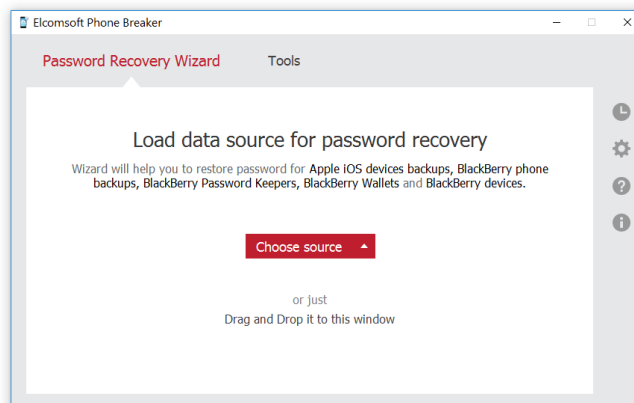 Elcomsoft Phone Breaker
Password Recovery Wizard
Tools
Load data source for password recovery
Wizard will help you to restore password for Apple iOS devices backups, BlackBerry phone
backups, BlackBerry Password Keepers, BlackBerry Wallets and BlackBerry devices.
Choose source
or just
Drag and Drop it to this window